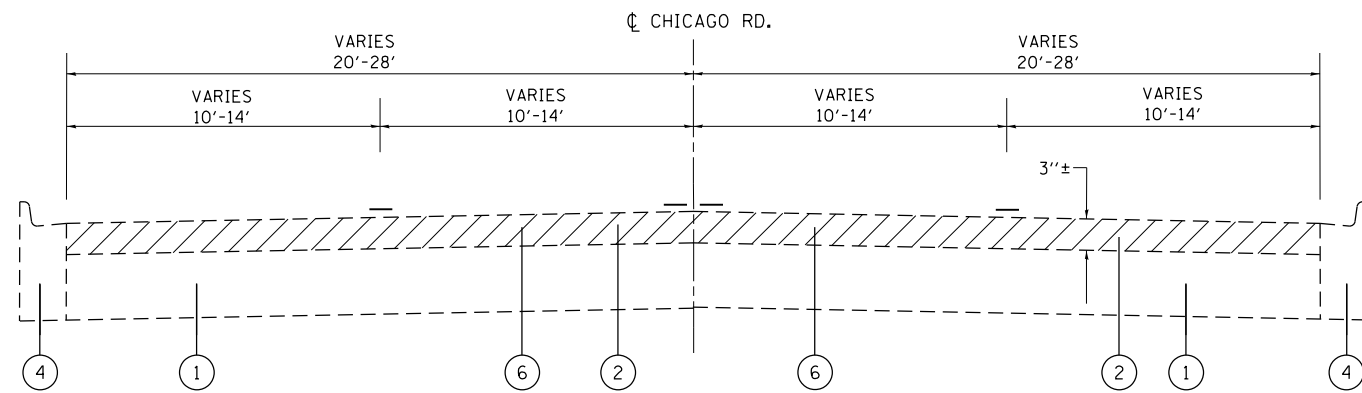 ℄ CHICAGO RD.
VARIES
20'-28'
VARIES
20'-28'
VARIES
10'-14'
VARIES
10'-14'
VARIES
10'-14'
VARIES
10'-14'
3''±
4
1
6
2
6
2
1
4